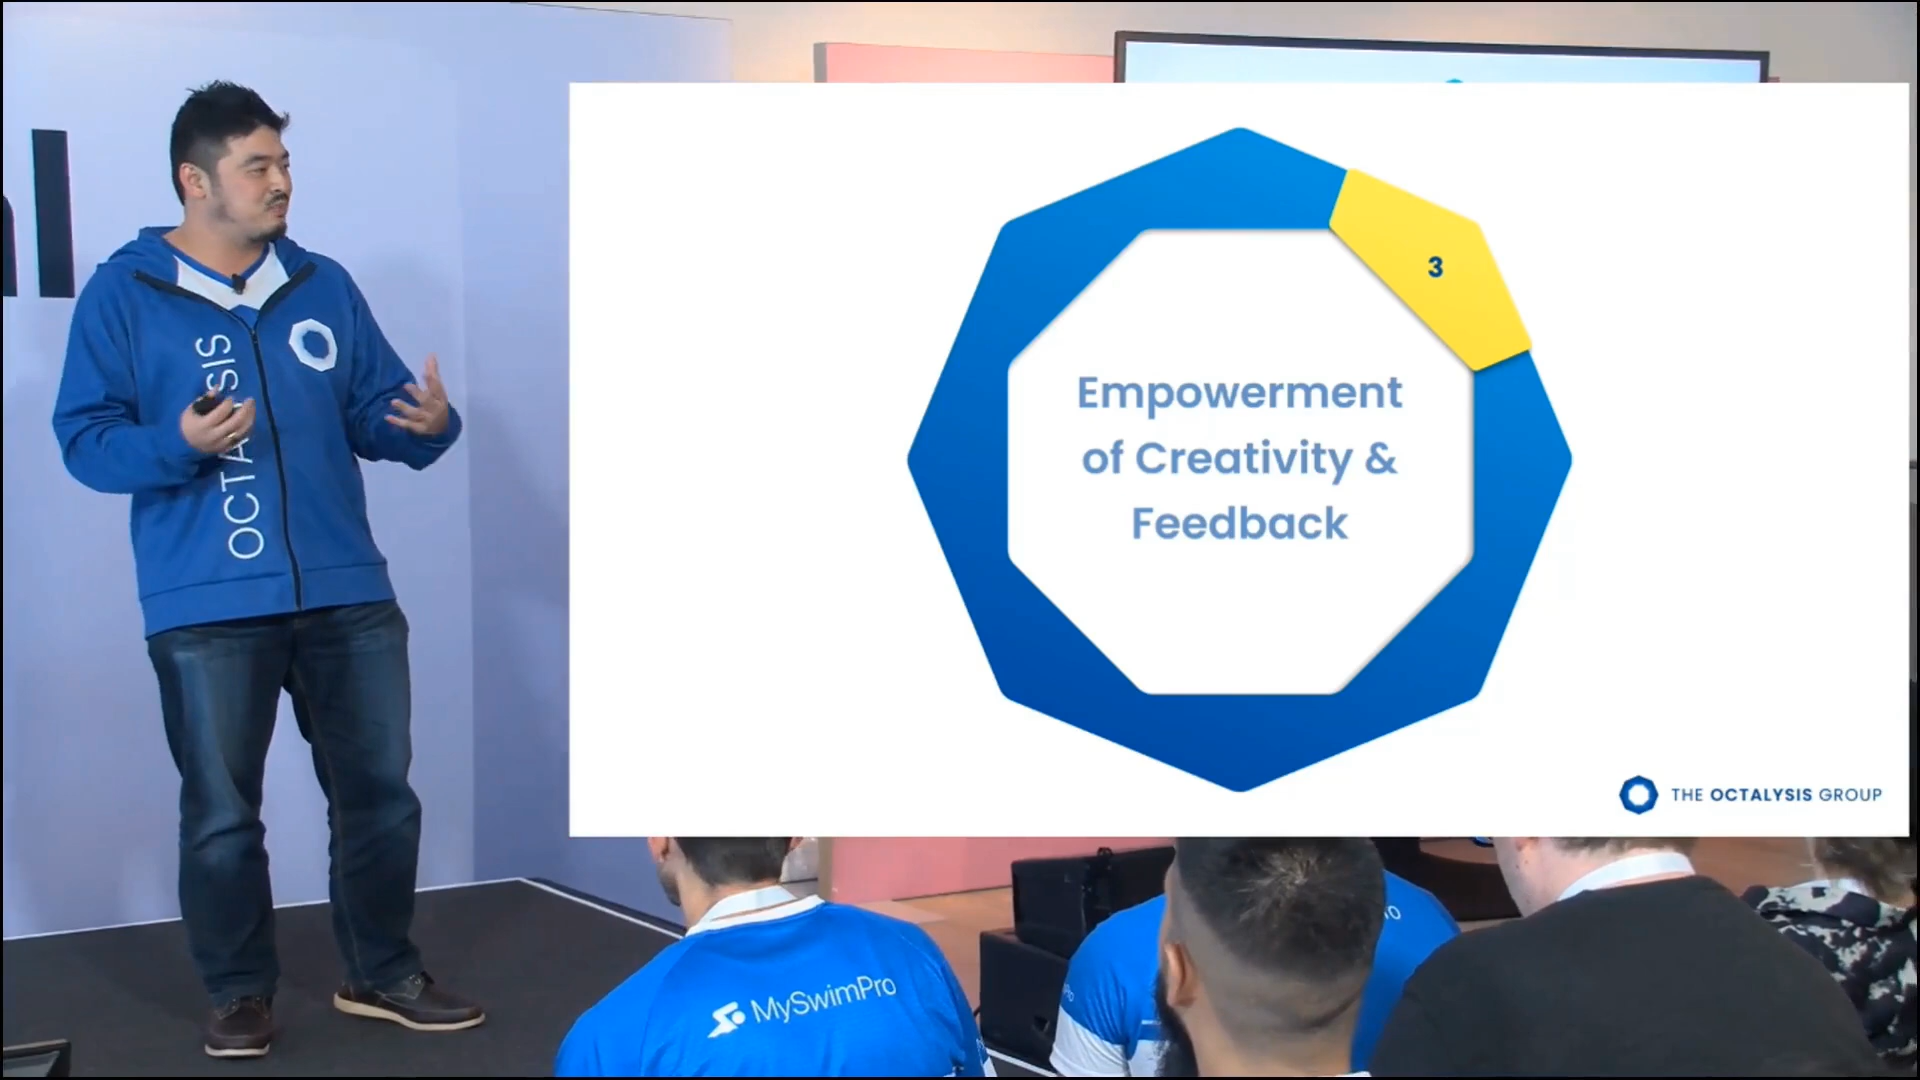 OCTALYSIS
3
Empowerment
of Creativity &
Feedback
THE OCTALYSIS GROUP
MySwimPro